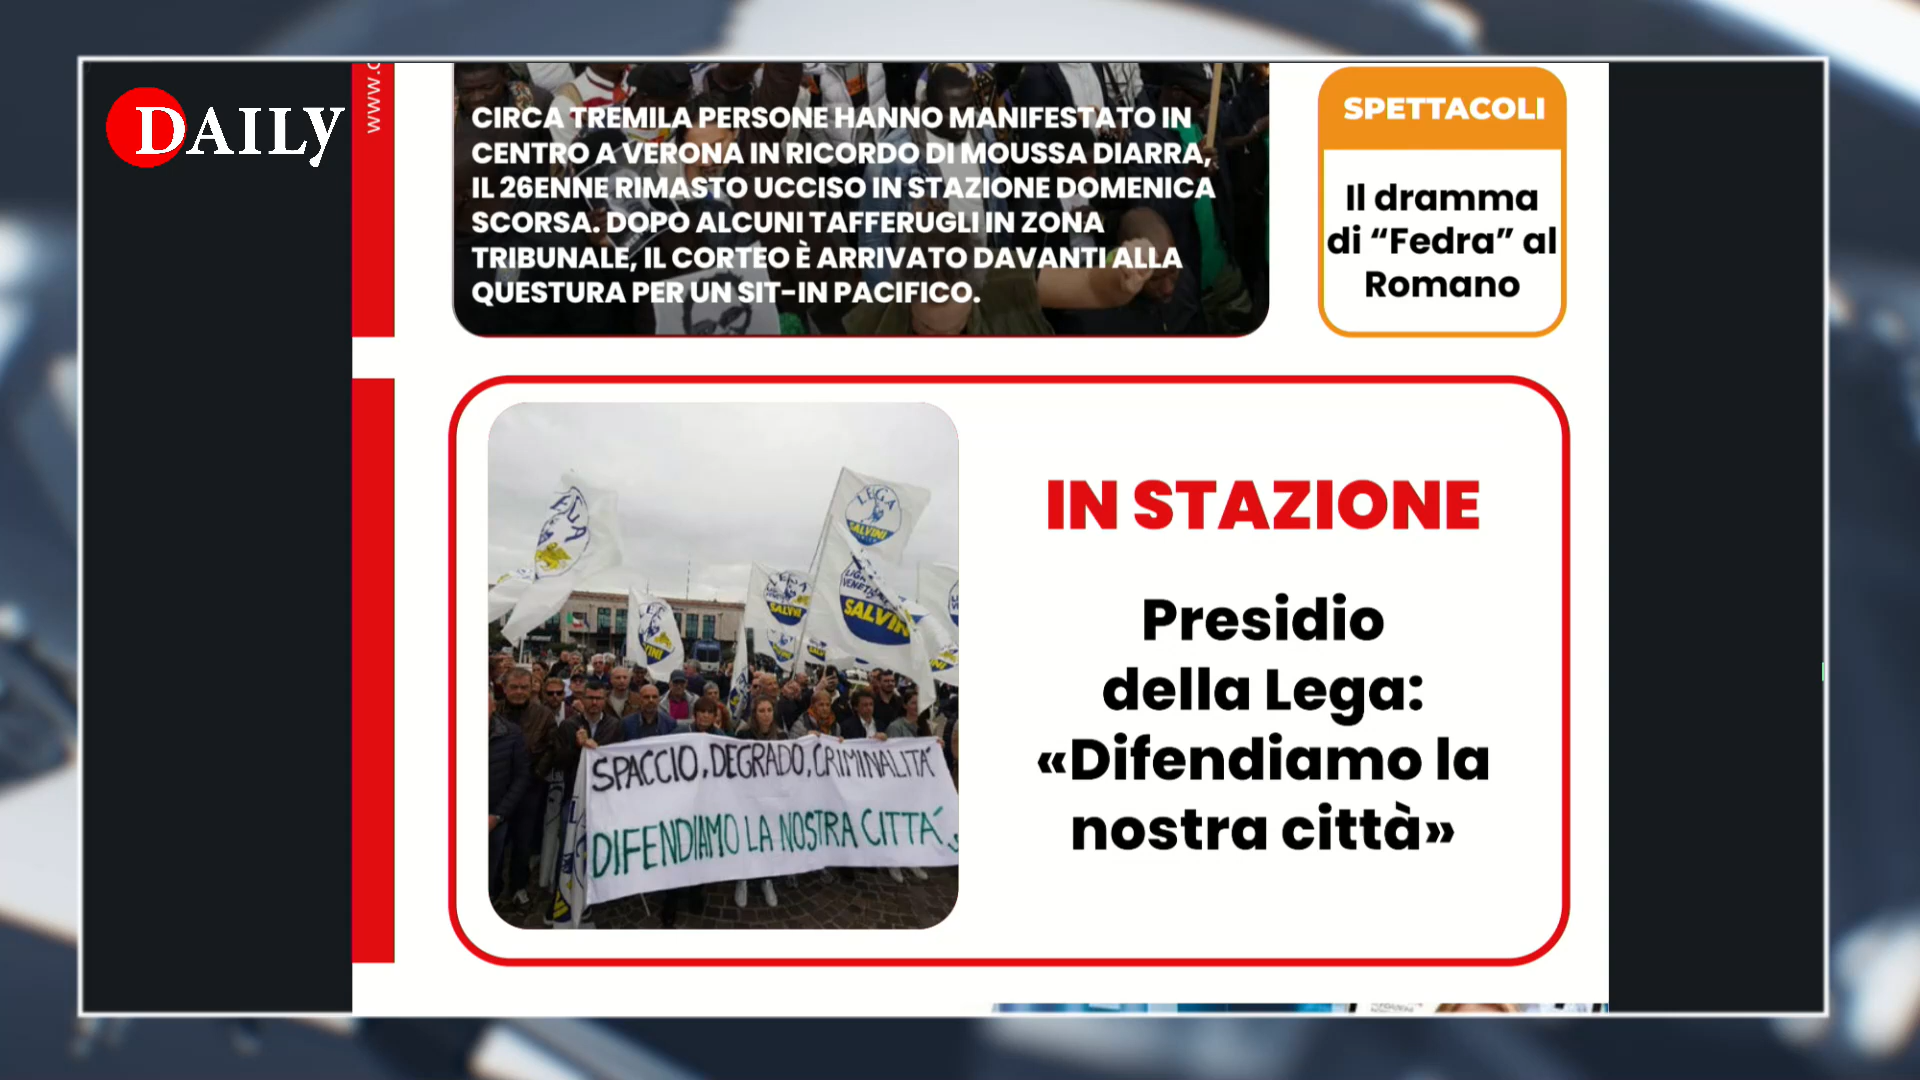 DAILY
www.
CIRCA TREMILA PERSONE HANNO MANIFESTATO IN
CENTRO A VERONA IN RICORDO DI MOUSSA DIARRA,
IL 26ENNE RIMASTO UCCISO IN STAZIONE DOMENICA
SCORSA. DOPO ALCUNI TAFFERUGLI IN ZONA
TRIBUNALE, IL CORTEO È ARRIVATO DAVANTI ALLA
QUESTURA PER UN SIT-IN PACIFICO.
SPETTACOLI
Il dramma
di “Fedra” al
Romano
IN STAZIONE
Presidio
della Lega:
«Difendiamo la
nostra città»
LEGA
SALVINI
SALVINI
SPACCIO, DEGRADO, CRIMINALITA'
DIFENDIAMO LA NOSTRA CITTA'